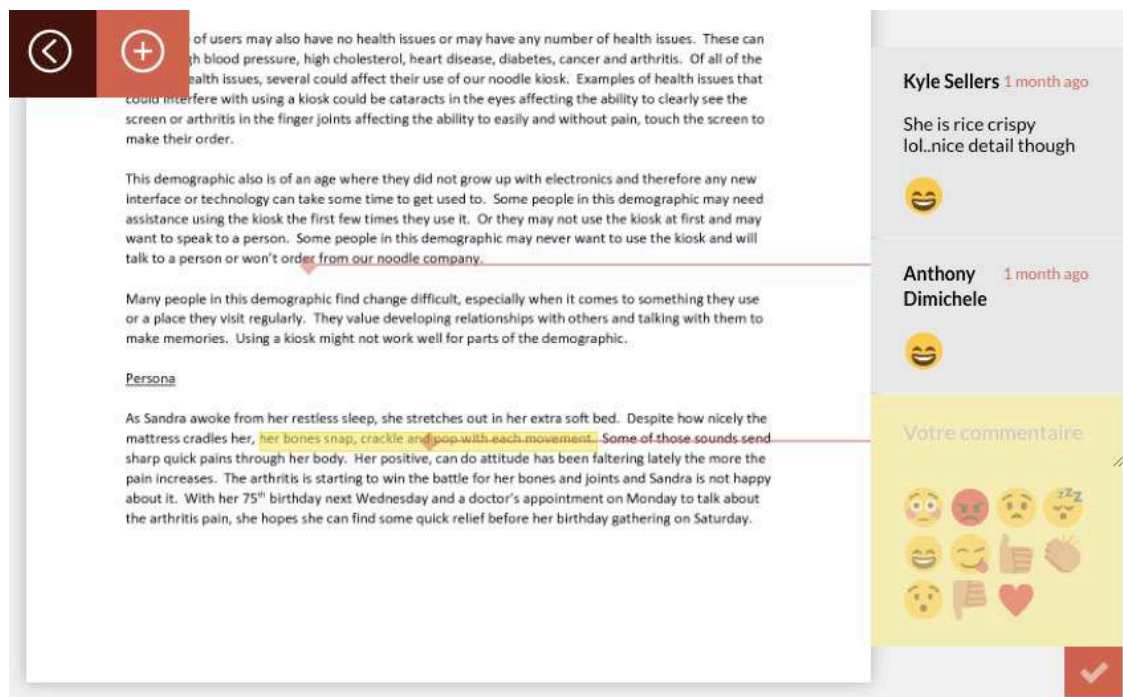 of users may also have no health issues or may have any number of health issues. These can
gh blood pressure, high cholesterol, heart disease, diabetes, cancer and arthritis. Of all of the
ealth issues, several could affect their use of our noodle kiosk. Examples of health issues that
could interfere with using a kiosk could be cataracts in the eyes affecting the ability to clearly see the
screen or arthritis in the finger joints affecting the ability to easily and without pain, touch the screen to
make their order.
This demographic also is of an age where they did not grow up with electronics and therefore any new
interface or technology can take some time to get used to. Some people in this demographic may need
assistance using the kiosk the first few times they use it. Or they may not use the kiosk at first and may
want to speak to a person. Some people in this demographic may never want to use the kiosk and will
talk to a person or won't order from our noodle company.
Many people in this demographic find change difficult, especially when it comes to something they use
or a place they visit regularly. They value developing relationships with others and talking with them to
make memories. Using a kiosk might not work well for parts of the demographic.
Persona
As Sandra awoke from her restless sleep, she stretches out in her extra soft bed. Despite how nicely the
mattress cradles her, her bones snap, crackle and pop with each movement. Some of those sounds send
sharp quick pains through her body. Her positive, can do attitude has been faltering lately the more the
pain increases. The arthritis is starting to win the battle for her bones and joints and Sandra is not happy
about it. With her 75th birthday next Wednesday and a doctor's appointment on Monday to talk about
the arthritis pain, she hopes she can find some quick relief before her birthday gathering on Saturday.
Kyle Sellers 1 month ago
She is rice crispy
lol..nice detail though
Anthony 1 month ago
Dimichele
Votre commentaire